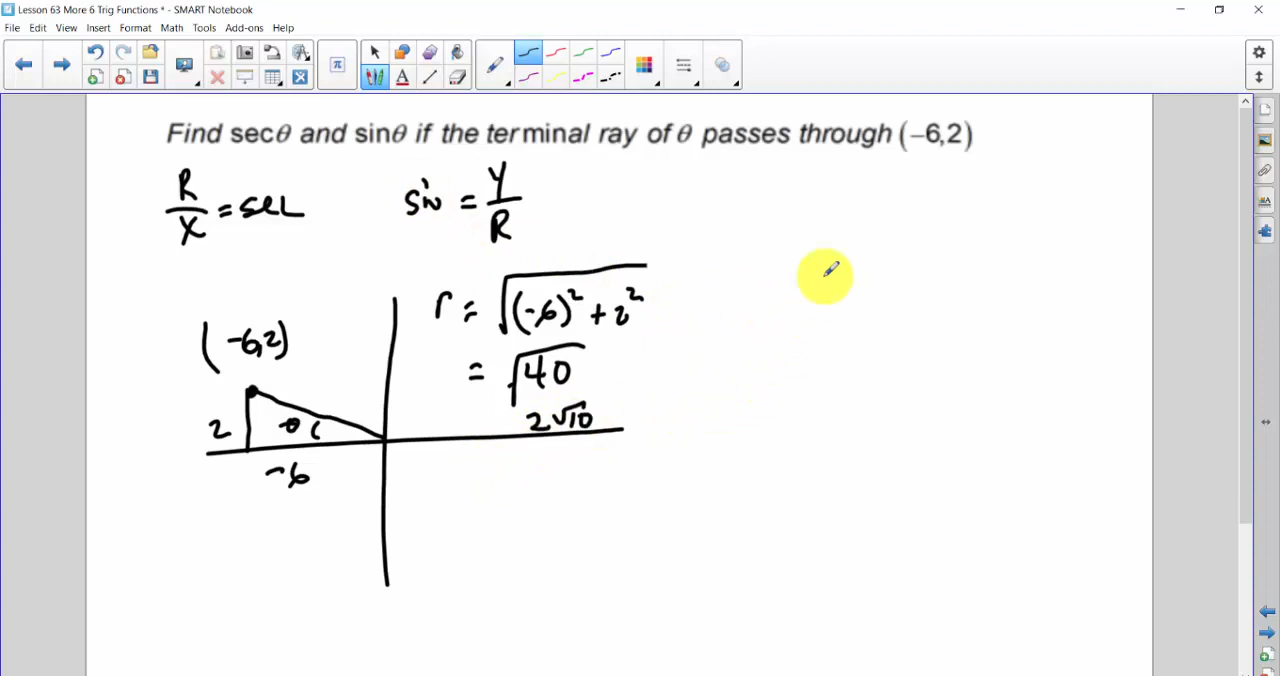 Lesson 63 More 6 Trig Functions * - SMART Notebook
File Edit View Insert Format Math Tools Add-ons Help
Find secθ and sinθ if the terminal ray of θ passes through (−6,2)
R/X = sec sin = Y/R
r = √((-6)² + 2²)
(-6,2)
= √40
2√10
2 θ
-6